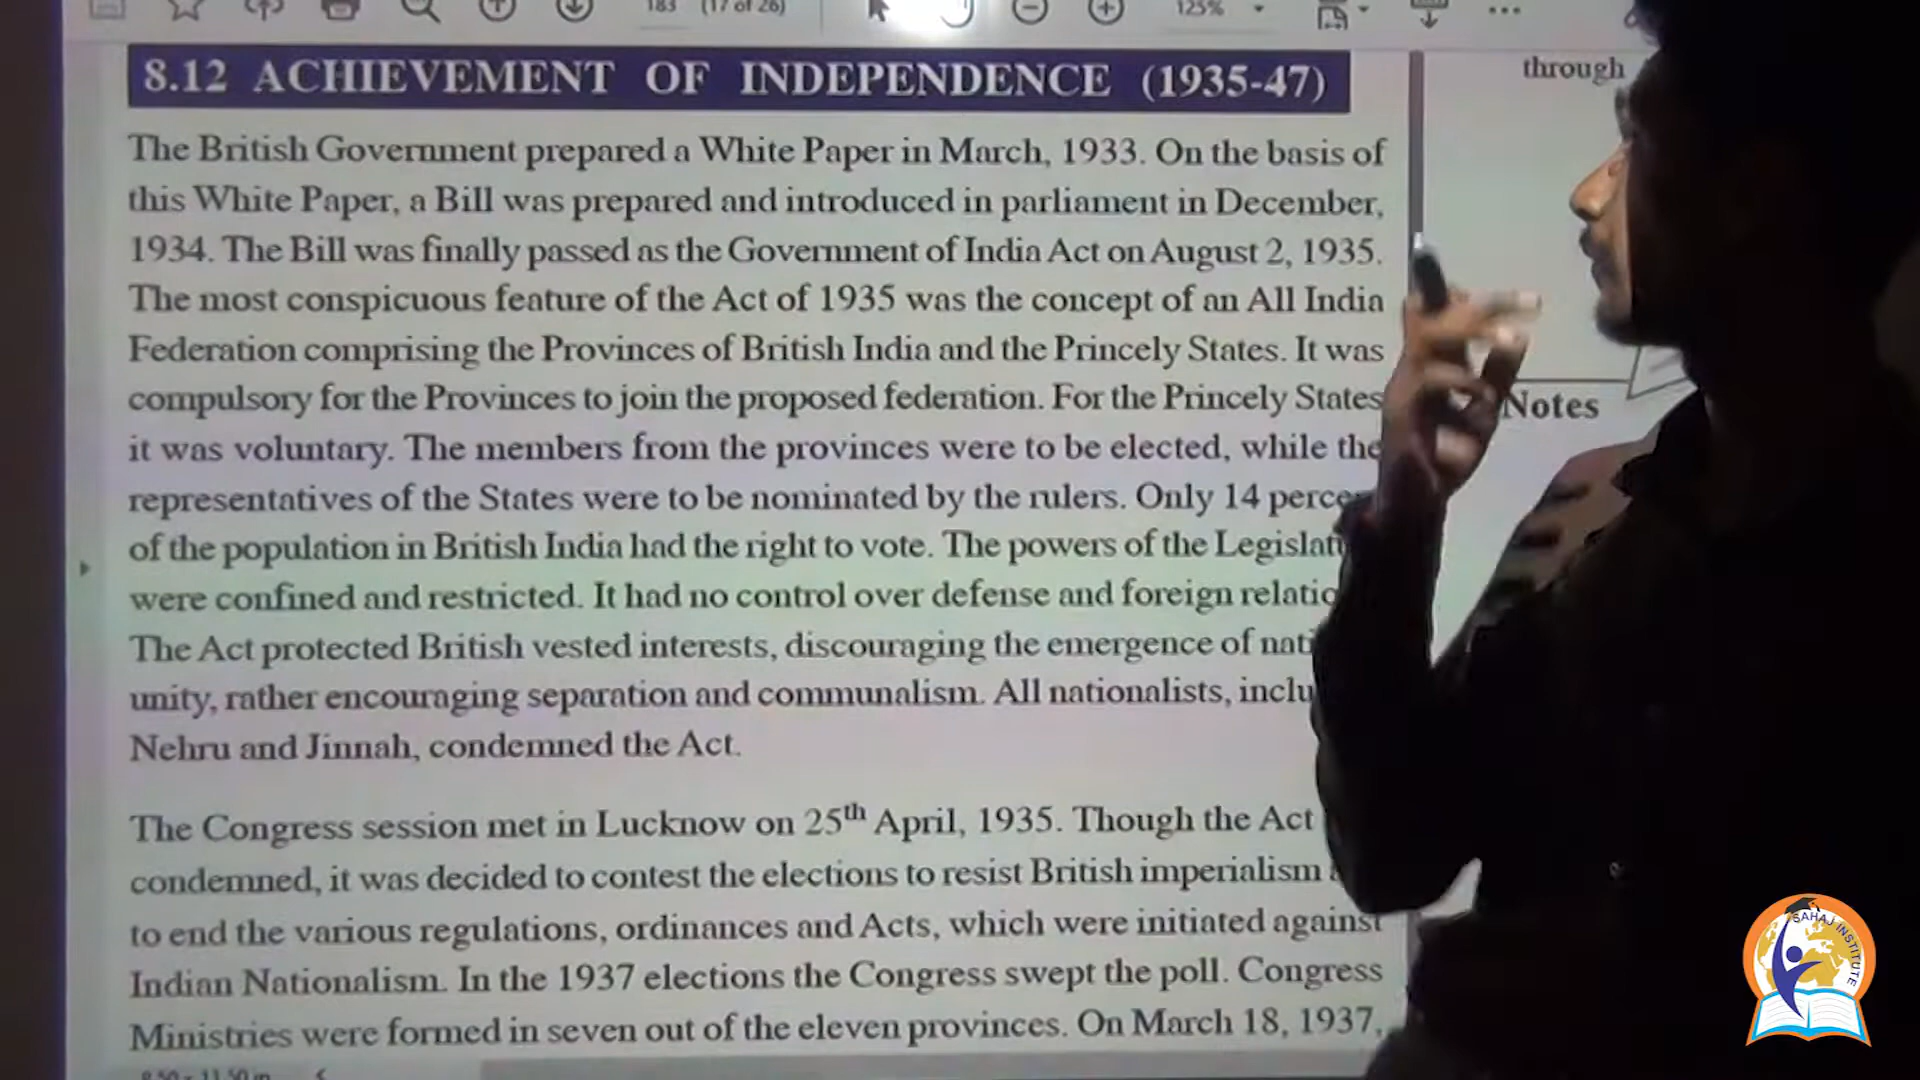 183 (17 of 26)
125%
8.12 ACHIEVEMENT OF INDEPENDENCE (1935-47)
The British Government prepared a White Paper in March, 1933. On the basis of
this White Paper, a Bill was prepared and introduced in parliament in December,
1934. The Bill was finally passed as the Government of India Act on August 2, 1935.
The most conspicuous feature of the Act of 1935 was the concept of an All India
Federation comprising the Provinces of British India and the Princely States. It was
compulsory for the Provinces to join the proposed federation. For the Princely States
it was voluntary. The members from the provinces were to be elected, while the
representatives of the States were to be nominated by the rulers. Only 14
of the population in British India had the right to vote. The powers of the
were confined and restricted. It had no control over defense and foreign
The Act protected British vested interests, discouraging the emergence of
unity, rather encouraging separation and communalism. All nationalists,
Nehru and Jinnah, condemned the Act.
The Congress session met in Lucknow on 25th April, 1935. Though the Act
condemned, it was decided to contest the elections to resist British imperialism
to end the various regulations, ordinances and Acts, which were initiated against
Indian Nationalism. In the 1937 elections the Congress swept the poll. Congress
Ministries were formed in seven out of the eleven provinces. On March 18, 1937,
through
Notes
SAHAJ INSTITUTE